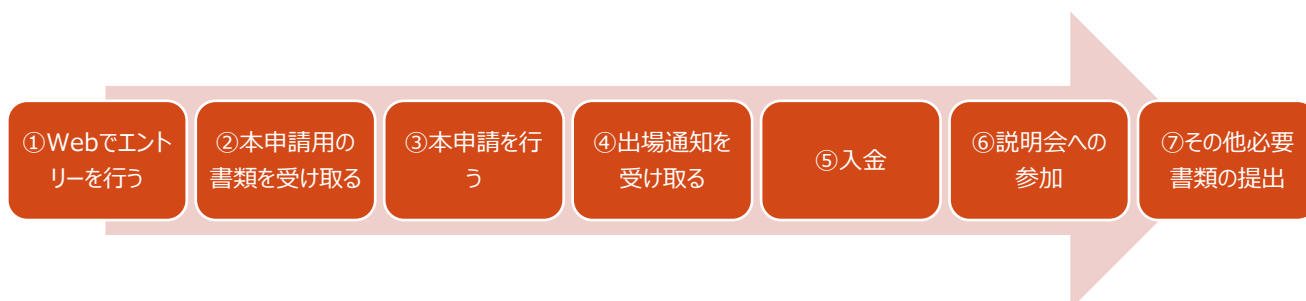 ①Webでエント
リーを行う
②本申請用の
書類を受け取る
③本申請を行
う
④出場通知を
受け取る
⑤入金
⑥説明会への
参加
⑦その他必要
書類の提出